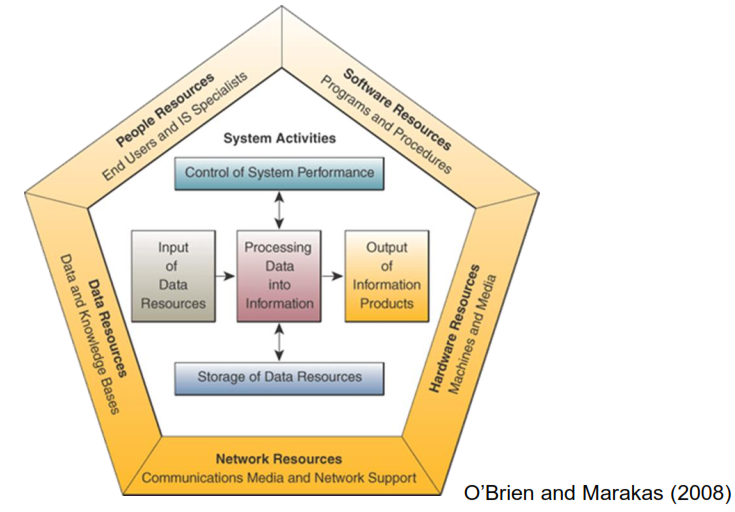 People Resources
End Users and IS Specialists
Software Resources
Programs and Procedures
System Activities
Control of System Performance
Input
of
Data
Resources
Processing
Data
into
Information
Output
of
Information
Products
Storage of Data Resources
Data Resources
Data and Knowledge Bases
Hardware Resources
Machines and Media
Network Resources
Communications Media and Network Support
O’Brien and Marakas (2008)